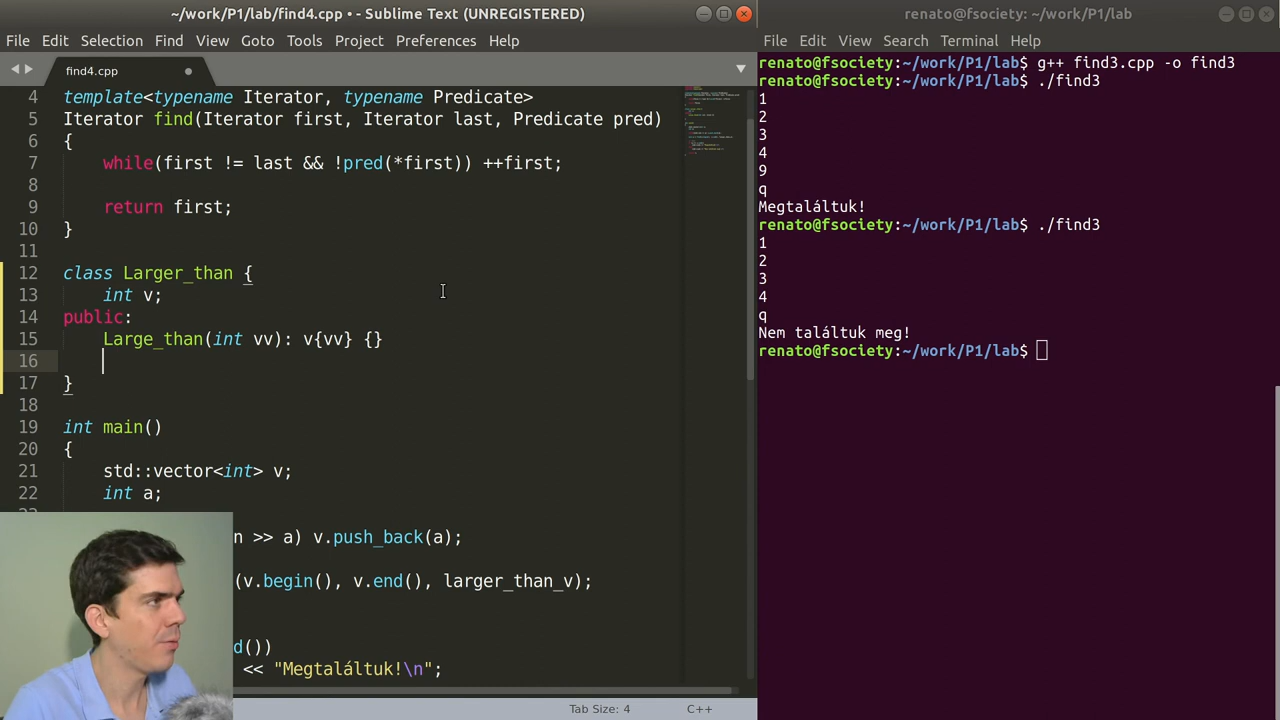 ~/work/P1/lab/find4.cpp • - Sublime Text (UNREGISTERED)
File Edit Selection Find View Goto Tools Project Preferences Help
find4.cpp
4 template<typename Iterator, typename Predicate>
5 Iterator find(Iterator first, Iterator last, Predicate pred)
6 {
7 while(first != last && !pred(*first)) ++first;
8
9 return first;
10 }
11
12 class Larger_than {
13 int v;
14 public:
15 Large_than(int vv): v{vv} {}
16
17 }
18
19 int main()
20 {
21 std::vector<int> v;
22 int a;
n >> a) v.push_back(a);
(v.begin(), v.end(), larger_than_v);
d())
<< "Megtaláltuk!\n";
Tab Size: 4 C++
renato@fsociety: ~/work/P1/lab
File Edit View Search Terminal Help
renato@fsociety:~/work/P1/lab$ g++ find3.cpp -o find3
renato@fsociety:~/work/P1/lab$ ./find3
1
2
3
4
9
q
Megtaláltuk!
renato@fsociety:~/work/P1/lab$ ./find3
1
2
3
4
q
Nem találtuk meg!
renato@fsociety:~/work/P1/lab$